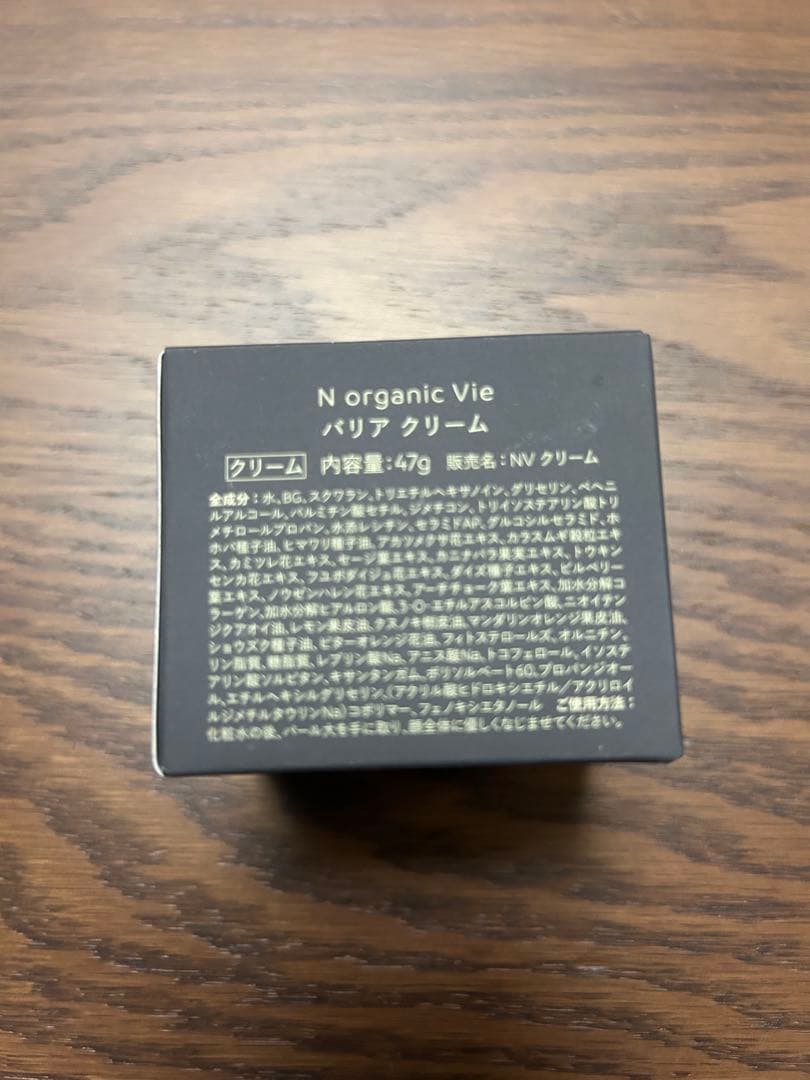 N organic Vie
バリア クリーム
クリーム 内容量:47g 販売名:NV クリーム
全成分:水、BG、スクワラン、トリエチルヘキサノイン、グリセリン、ベヘニ
ルアルコール、パルミチン酸セチル、ジメチコン、トリイソステアリン酸トリ
メチロールプロパン、水添レシチン、セラミドAP、グルコシルセラミド、ホ
ホバ種子油、ヒマワリ種子油、アカツメクサ花エキス、カラスムギ穀粒エキ
ス、カミツレ花エキス、セージ葉エキス、カニナバラ果実エキス、トウキン
センカ花エキス、フユボダイジュ花エキス、ダイズ種子エキス、ビルベリー
葉エキス、ノウゼンハレン花エキス、アーチチョーク葉エキス、加水分解コ
ラーゲン、加水分解ヒアルロン酸、3-O-エチルアスコルビン酸、ニオイテン
ジクアオイ油、レモン果皮油、クスノキ樹皮油、マンダリンオレンジ果皮油、
ショウズク種子油、ビターオレンジ花油、フィトステロールズ、オルニチン、
リン脂質、糖脂質、レブリン酸Na、アニス酸Na、トコフェロール、イソステ
アリン酸ソルビタン、キサンタンガム、ポリソルベート60、プロパンジオー
ル、エチルヘキシルグリセリン、(アクリル酸ヒドロキシエチル/アクリロイ
ルジメチルタウリンNa)コポリマー、フェノキシエタノール ご使用方法:
化粧水の後、パール大を手に取り、顔全体に優しくなじませてください。